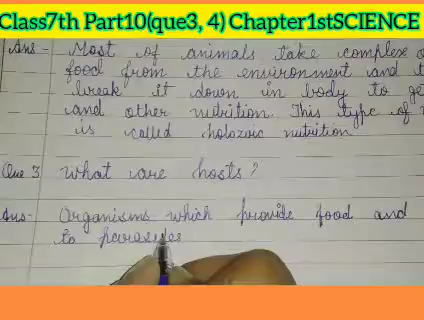 Class7th Part10(que3, 4) Chapter1stSCIENCE
Ans - Most of animals take complex
food from the environment and
break it down in body to
and other nutrition. This type of
is called holozoic nutrition
Que 3 What are hosts?
Ans- Organisms which provide food and
to parasites